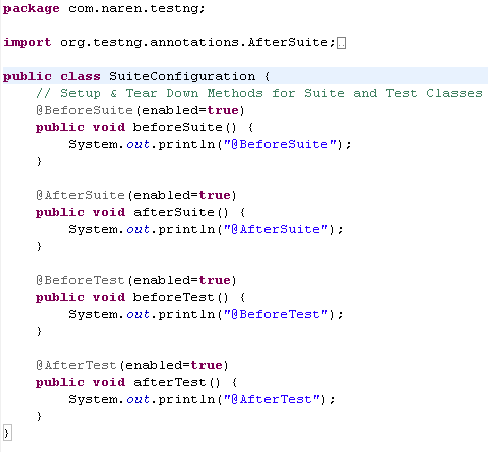 package com.naren.testng;
import org.testng.annotations.AfterSuite;
public class SuiteConfiguration {
// Setup & Tear Down Methods for Suite and Test Classes
@BeforeSuite(enabled=true)
public void beforeSuite() {
System.out.println("@BeforeSuite");
}
@AfterSuite(enabled=true)
public void afterSuite() {
System.out.println("@AfterSuite");
}
@BeforeTest(enabled=true)
public void beforeTest() {
System.out.println("@BeforeTest");
}
@AfterTest(enabled=true)
public void afterTest() {
System.out.println("@AfterTest");
}
}